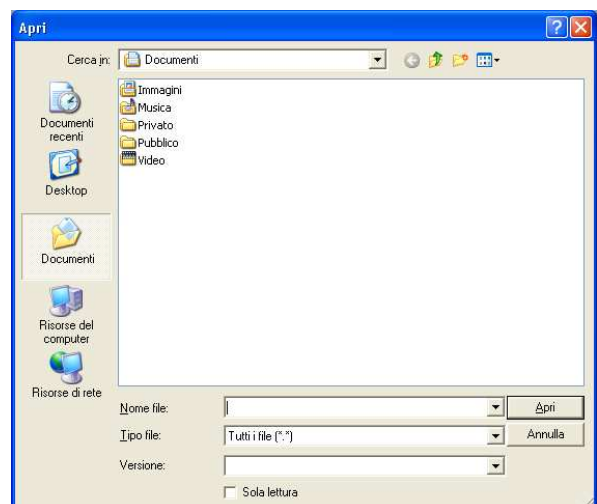 Apri
Cerca in: Documenti
Immagini
Musica
Privato
Pubblico
Video
Documenti
recenti
Desktop
Documenti
Risorse del
computer
Risorse di rete
Nome file:
Apri
Tipo file: Tutti i file (*.*)
Annulla
Versione:
Sola lettura